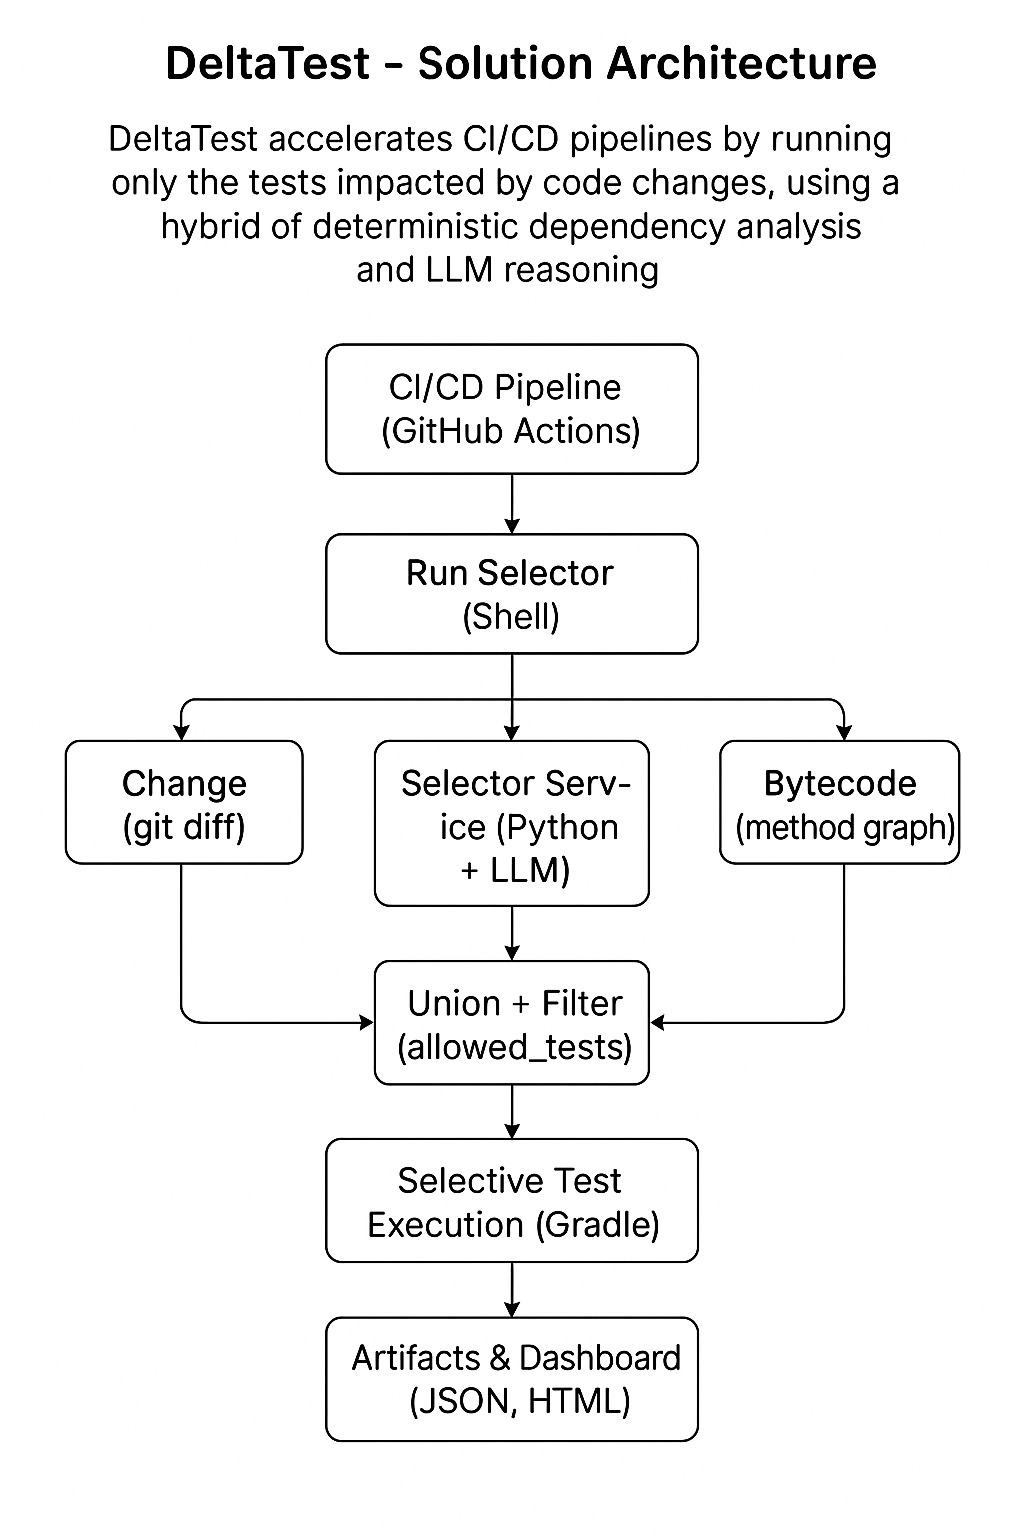 DeltaTest – Solution Architecture
DeltaTest accelerates CI/CD pipelines by running
only the tests impacted by code changes, using a
hybrid of deterministic dependency analysis
and LLM reasoning
CI/CD Pipeline
(GitHub Actions)
Run Selector
(Shell)
Change
(git diff)
Selector Serv-
ice (Python
+ LLM)
Bytecode
(method graph)
Union + Filter
(allowed_tests)
Selective Test
Execution (Gradle)
Artifacts & Dashboard
(JSON, HTML)